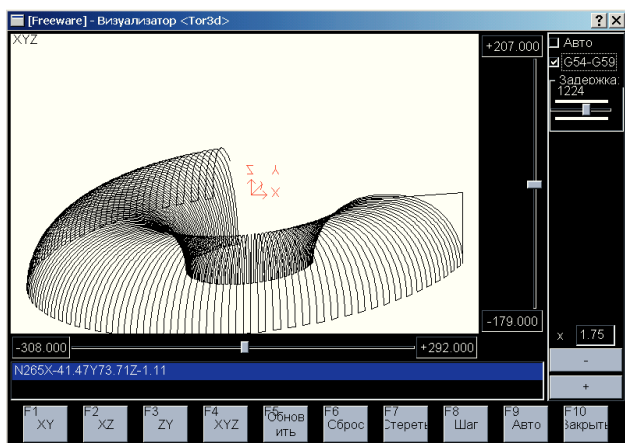 [Freeware] - Визуализатор <Tor3d>
XYZ
+207.000
Авто
G54-G59
Задержка:
1224
Z Y
X
-179.000
x 1.75
-308.000
+292.000
-
+
N265X-41.47Y73.71Z-1.11
F1 XY
F2 XZ
F3 ZY
F4 XYZ
F5 Обнов
ить
F6 Сброс
F7 Стереть
F8 Шаг
F9 Авто
F10 Закрыть